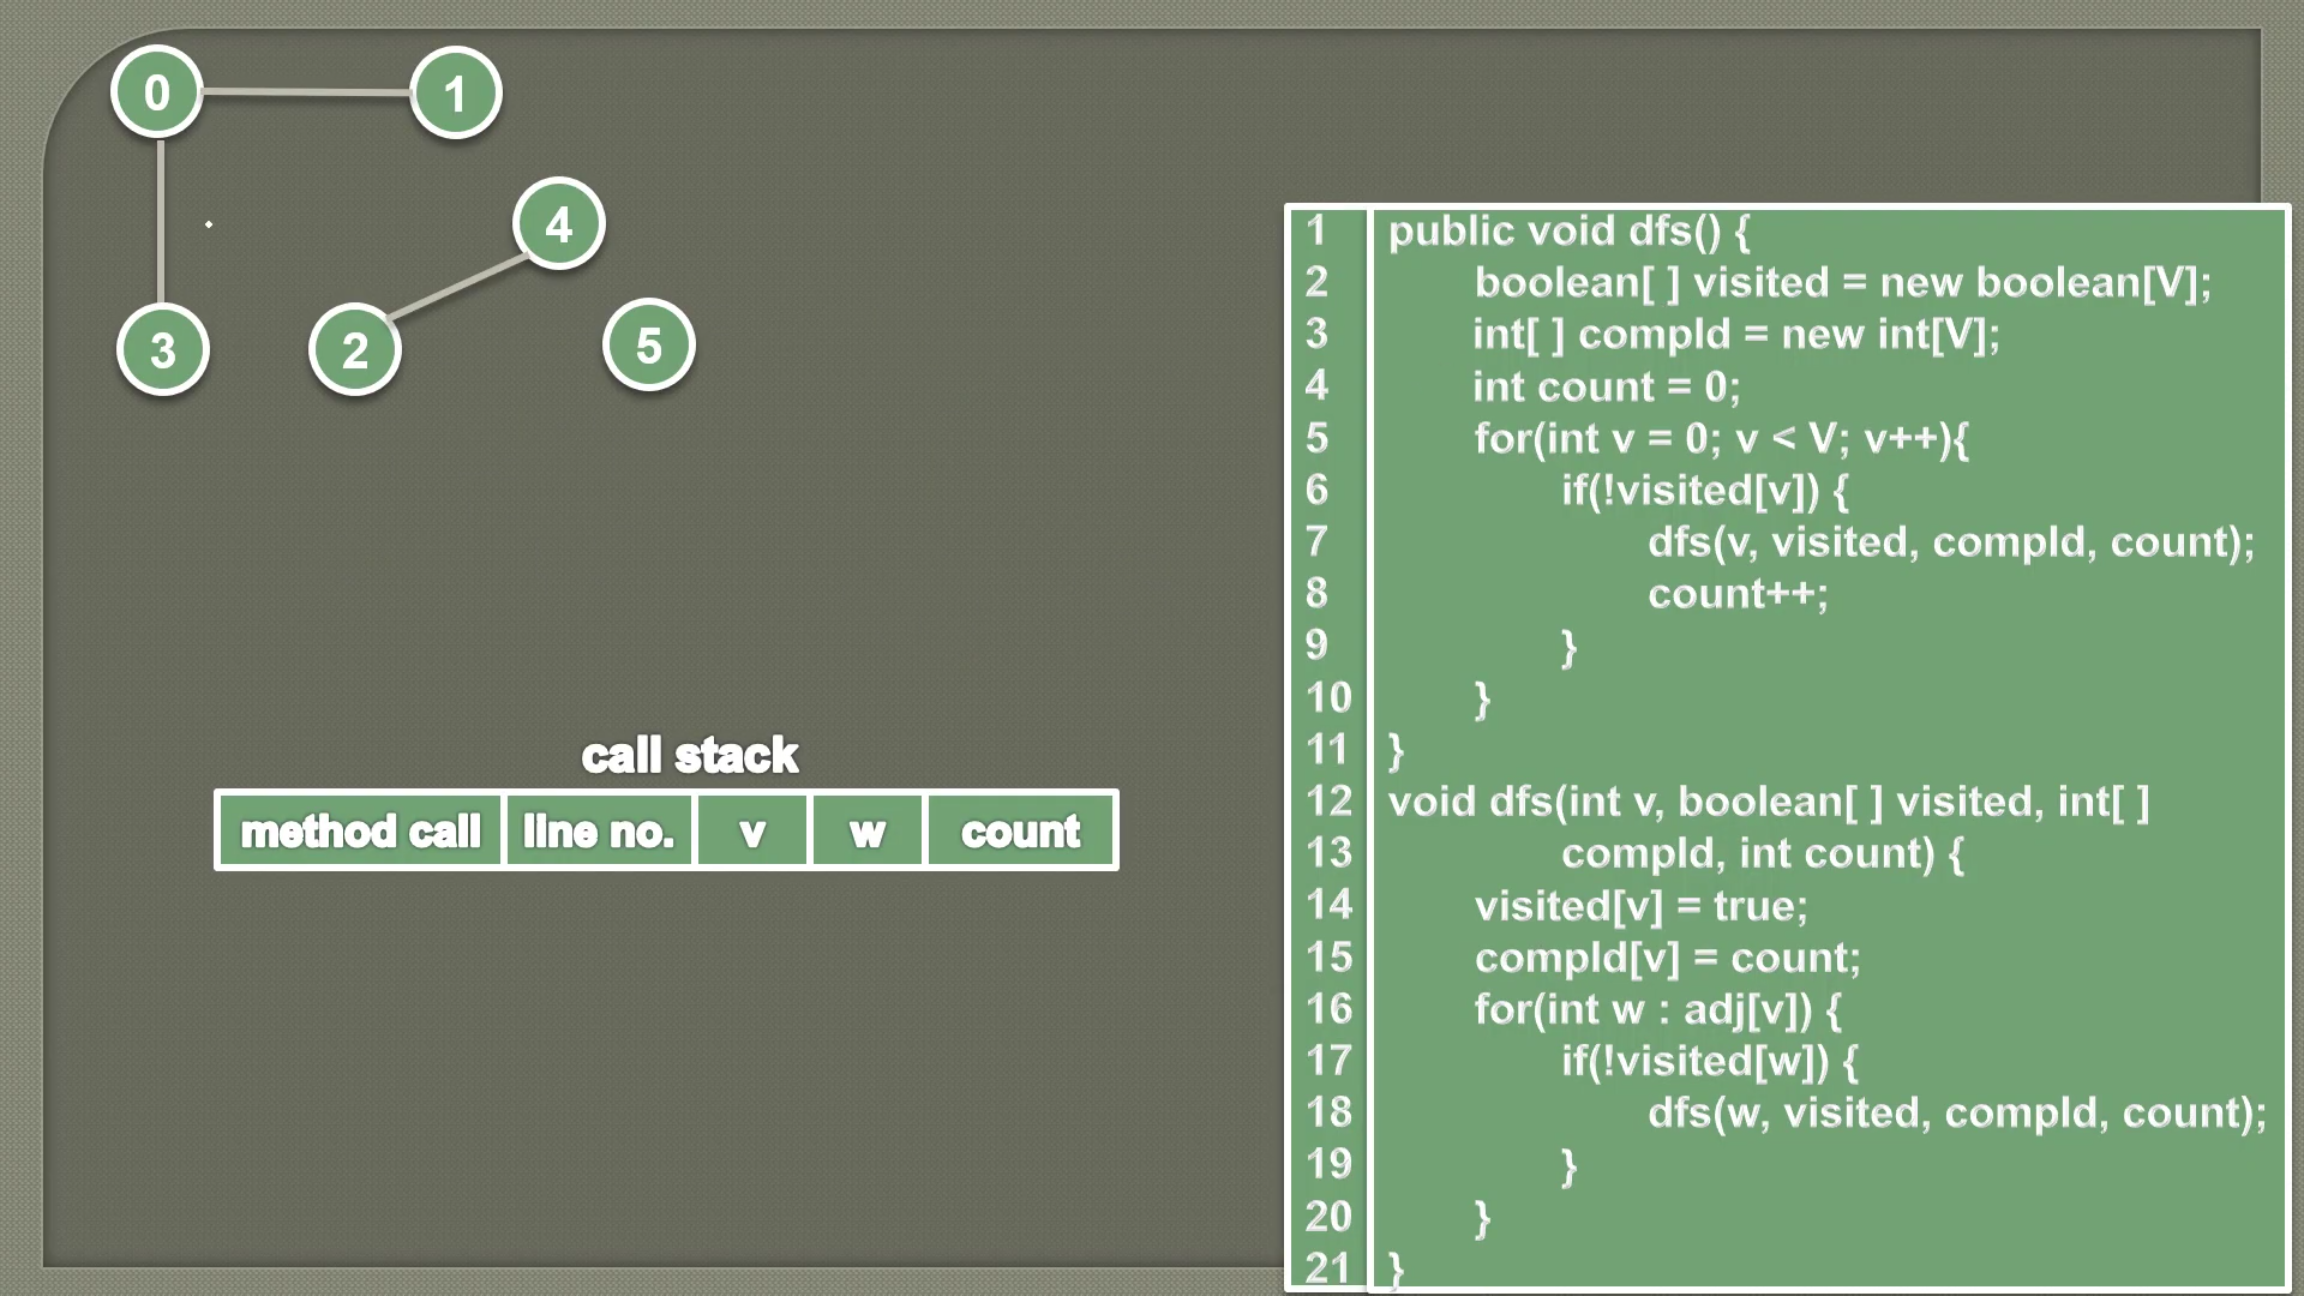 0
1
4
3
2
5
call stack
method call line no. v w count
1 public void dfs() {
2 boolean[ ] visited = new boolean[V];
3 int[ ] compId = new int[V];
4 int count = 0;
5 for(int v = 0; v < V; v++){
6 if(!visited[v]) {
7 dfs(v, visited, compId, count);
8 count++;
9 }
10 }
11 }
12 void dfs(int v, boolean[ ] visited, int[ ]
13 compId, int count) {
14 visited[v] = true;
15 compId[v] = count;
16 for(int w : adj[v]) {
17 if(!visited[w]) {
18 dfs(w, visited, compId, count);
19 }
20 }
21 }